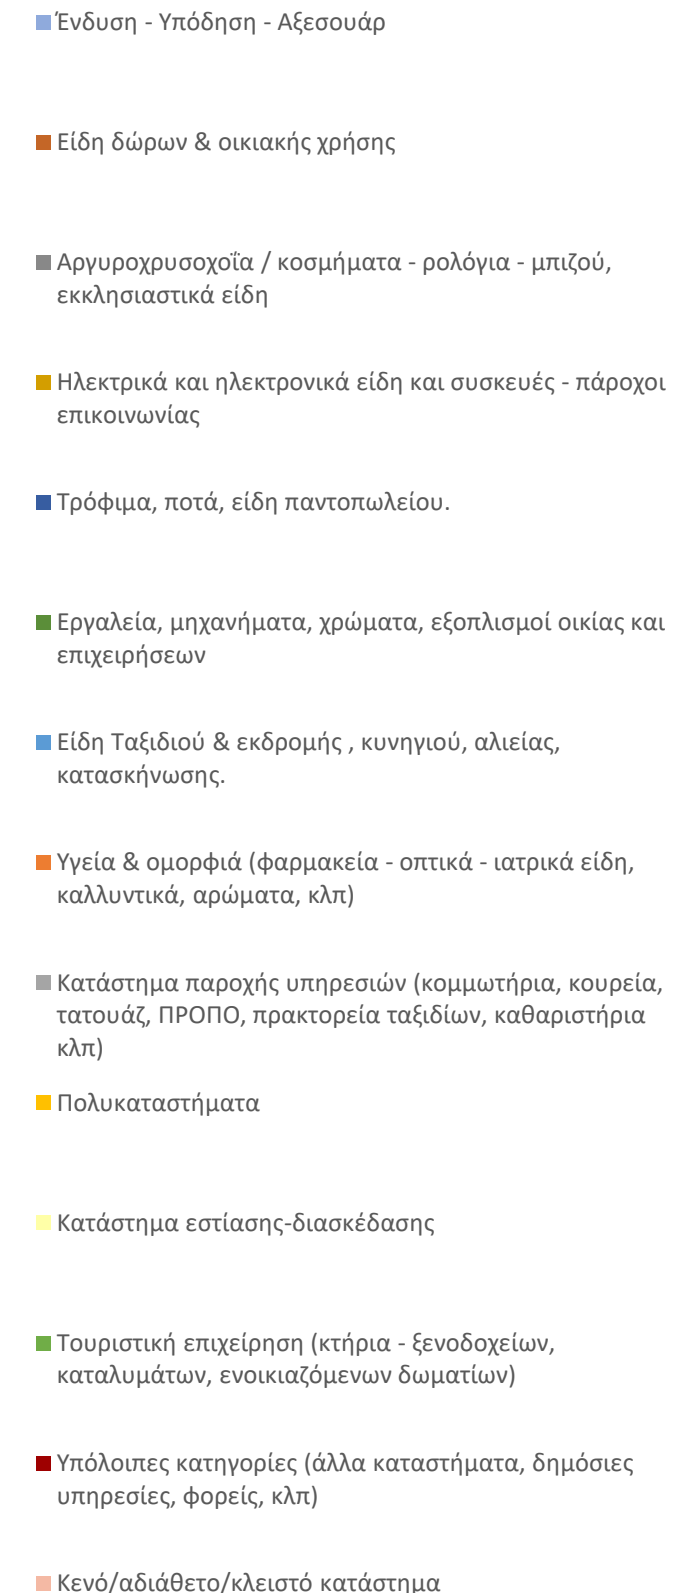 Ένδυση - Υπόδηση - Αξεσουάρ
Είδη δώρων & οικιακής χρήσης
Αργυροχρυσοχοΐα / κοσμήματα - ρολόγια - μπιζού,
εκκλησιαστικά είδη
Ηλεκτρικά και ηλεκτρονικά είδη και συσκευές - πάροχοι
επικοινωνίας
Τρόφιμα, ποτά, είδη παντοπωλείου.
Εργαλεία, μηχανήματα, χρώματα, εξοπλισμοί οικίας και
επιχειρήσεων
Είδη Ταξιδιού & εκδρομής , κυνηγιού, αλιείας,
κατασκήνωσης.
Υγεία & ομορφιά (φαρμακεία - οπτικά - ιατρικά είδη,
καλλυντικά, αρώματα, κλπ)
Κατάστημα παροχής υπηρεσιών (κομμωτήρια, κουρεία,
τατουάζ, ΠΡΟΠΟ, πρακτορεία ταξιδίων, καθαριστήρια
κλπ)
Πολυκαταστήματα
Κατάστημα εστίασης-διασκέδασης
Τουριστική επιχείρηση (κτήρια - ξενοδοχείων,
καταλυμάτων, ενοικιαζόμενων δωματίων)
Υπόλοιπες κατηγορίες (άλλα καταστήματα, δημόσιες
υπηρεσίες, φορείς, κλπ)
Κενό/αδιάθετο/κλειστό κατάστημα